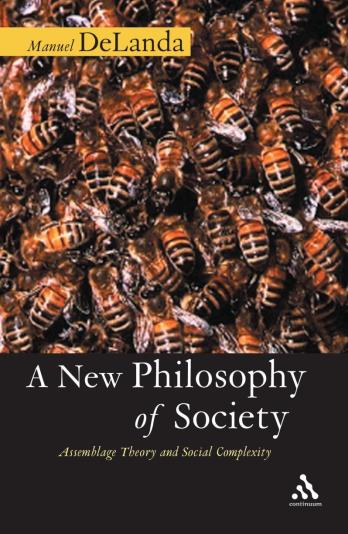 Manuel DeLanda
A New Philosophy
of Society
Assemblage Theory and Social Complexity
continuum